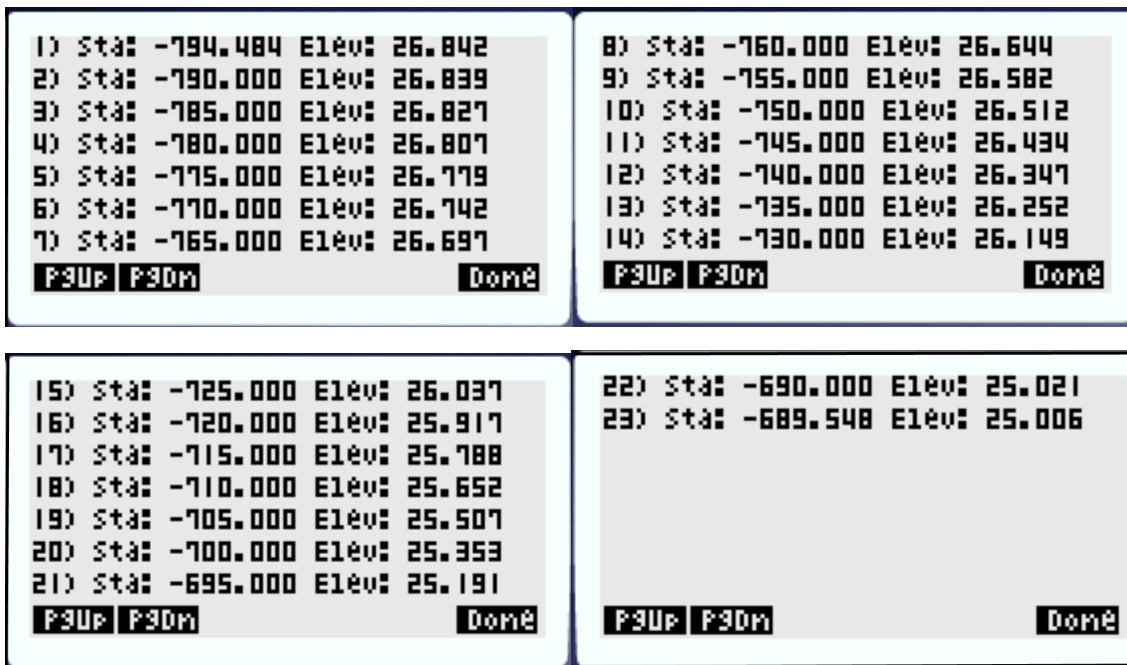 1) Sta: -794.484 Elev: 26.842
2) Sta: -790.000 Elev: 26.839
3) Sta: -785.000 Elev: 26.827
4) Sta: -780.000 Elev: 26.807
5) Sta: -775.000 Elev: 26.779
6) Sta: -770.000 Elev: 26.742
7) Sta: -765.000 Elev: 26.697
PgUp PgDn Done
8) Sta: -760.000 Elev: 26.644
9) Sta: -755.000 Elev: 26.582
10) Sta: -750.000 Elev: 26.512
11) Sta: -745.000 Elev: 26.434
12) Sta: -740.000 Elev: 26.347
13) Sta: -735.000 Elev: 26.252
14) Sta: -730.000 Elev: 26.149
PgUp PgDn Done
15) Sta: -725.000 Elev: 26.037
16) Sta: -720.000 Elev: 25.917
17) Sta: -715.000 Elev: 25.788
18) Sta: -710.000 Elev: 25.652
19) Sta: -705.000 Elev: 25.507
20) Sta: -700.000 Elev: 25.353
21) Sta: -695.000 Elev: 25.191
PgUp PgDn Done
22) Sta: -690.000 Elev: 25.021
23) Sta: -689.548 Elev: 25.006
PgUp PgDn Done